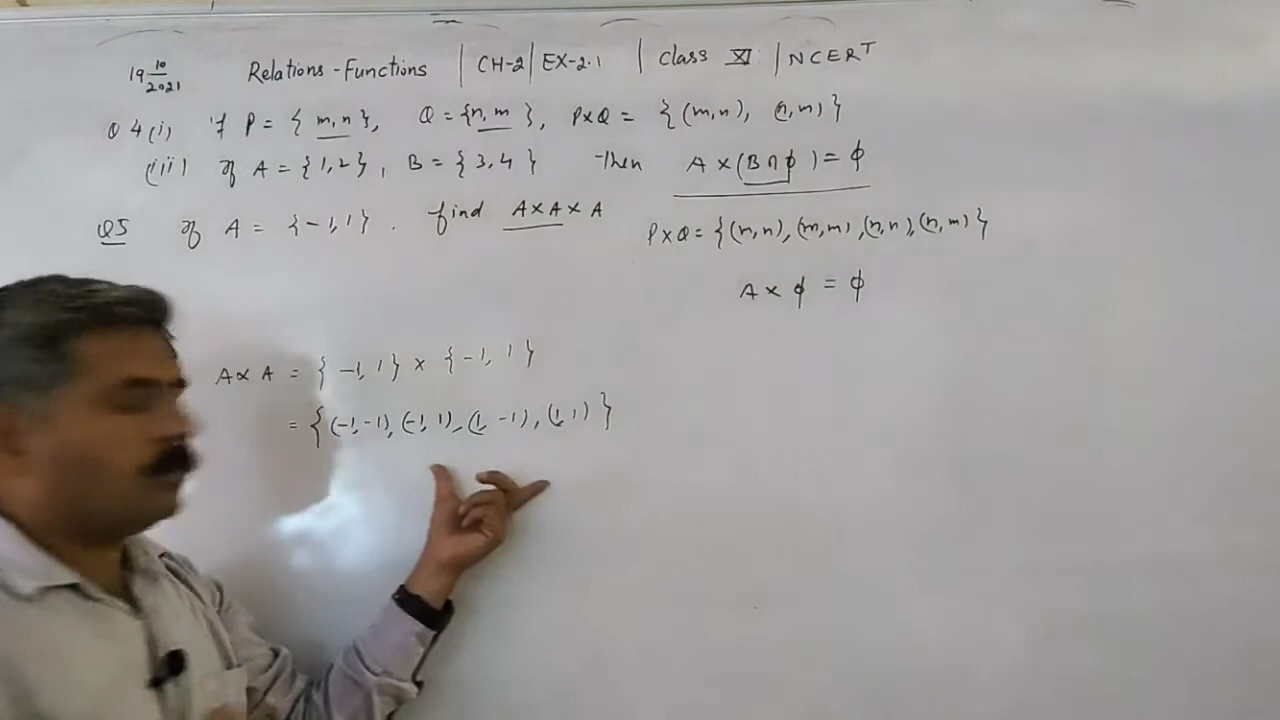 19 10/2021 Relations-Functions | CH-2 | EX-2.1 | Class XI | NCERT
Q 4 (i) If P = { m, n }, Q = { n, m }, P×Q = { (m, n), (n, m) }
(iii) If A = { 1, 2 }, B = { 3, 4 } Then A × (B ∩ ϕ) = ϕ
Q5 If A = { -1, 1 } . find A×A×A
P×Q = { (m, n), (m, m), (n, n), (n, m) }
A × ϕ = ϕ
A×A = { -1, 1 } × { -1, 1 }
= { (-1, -1), (-1, 1), (1, -1), (1, 1) }